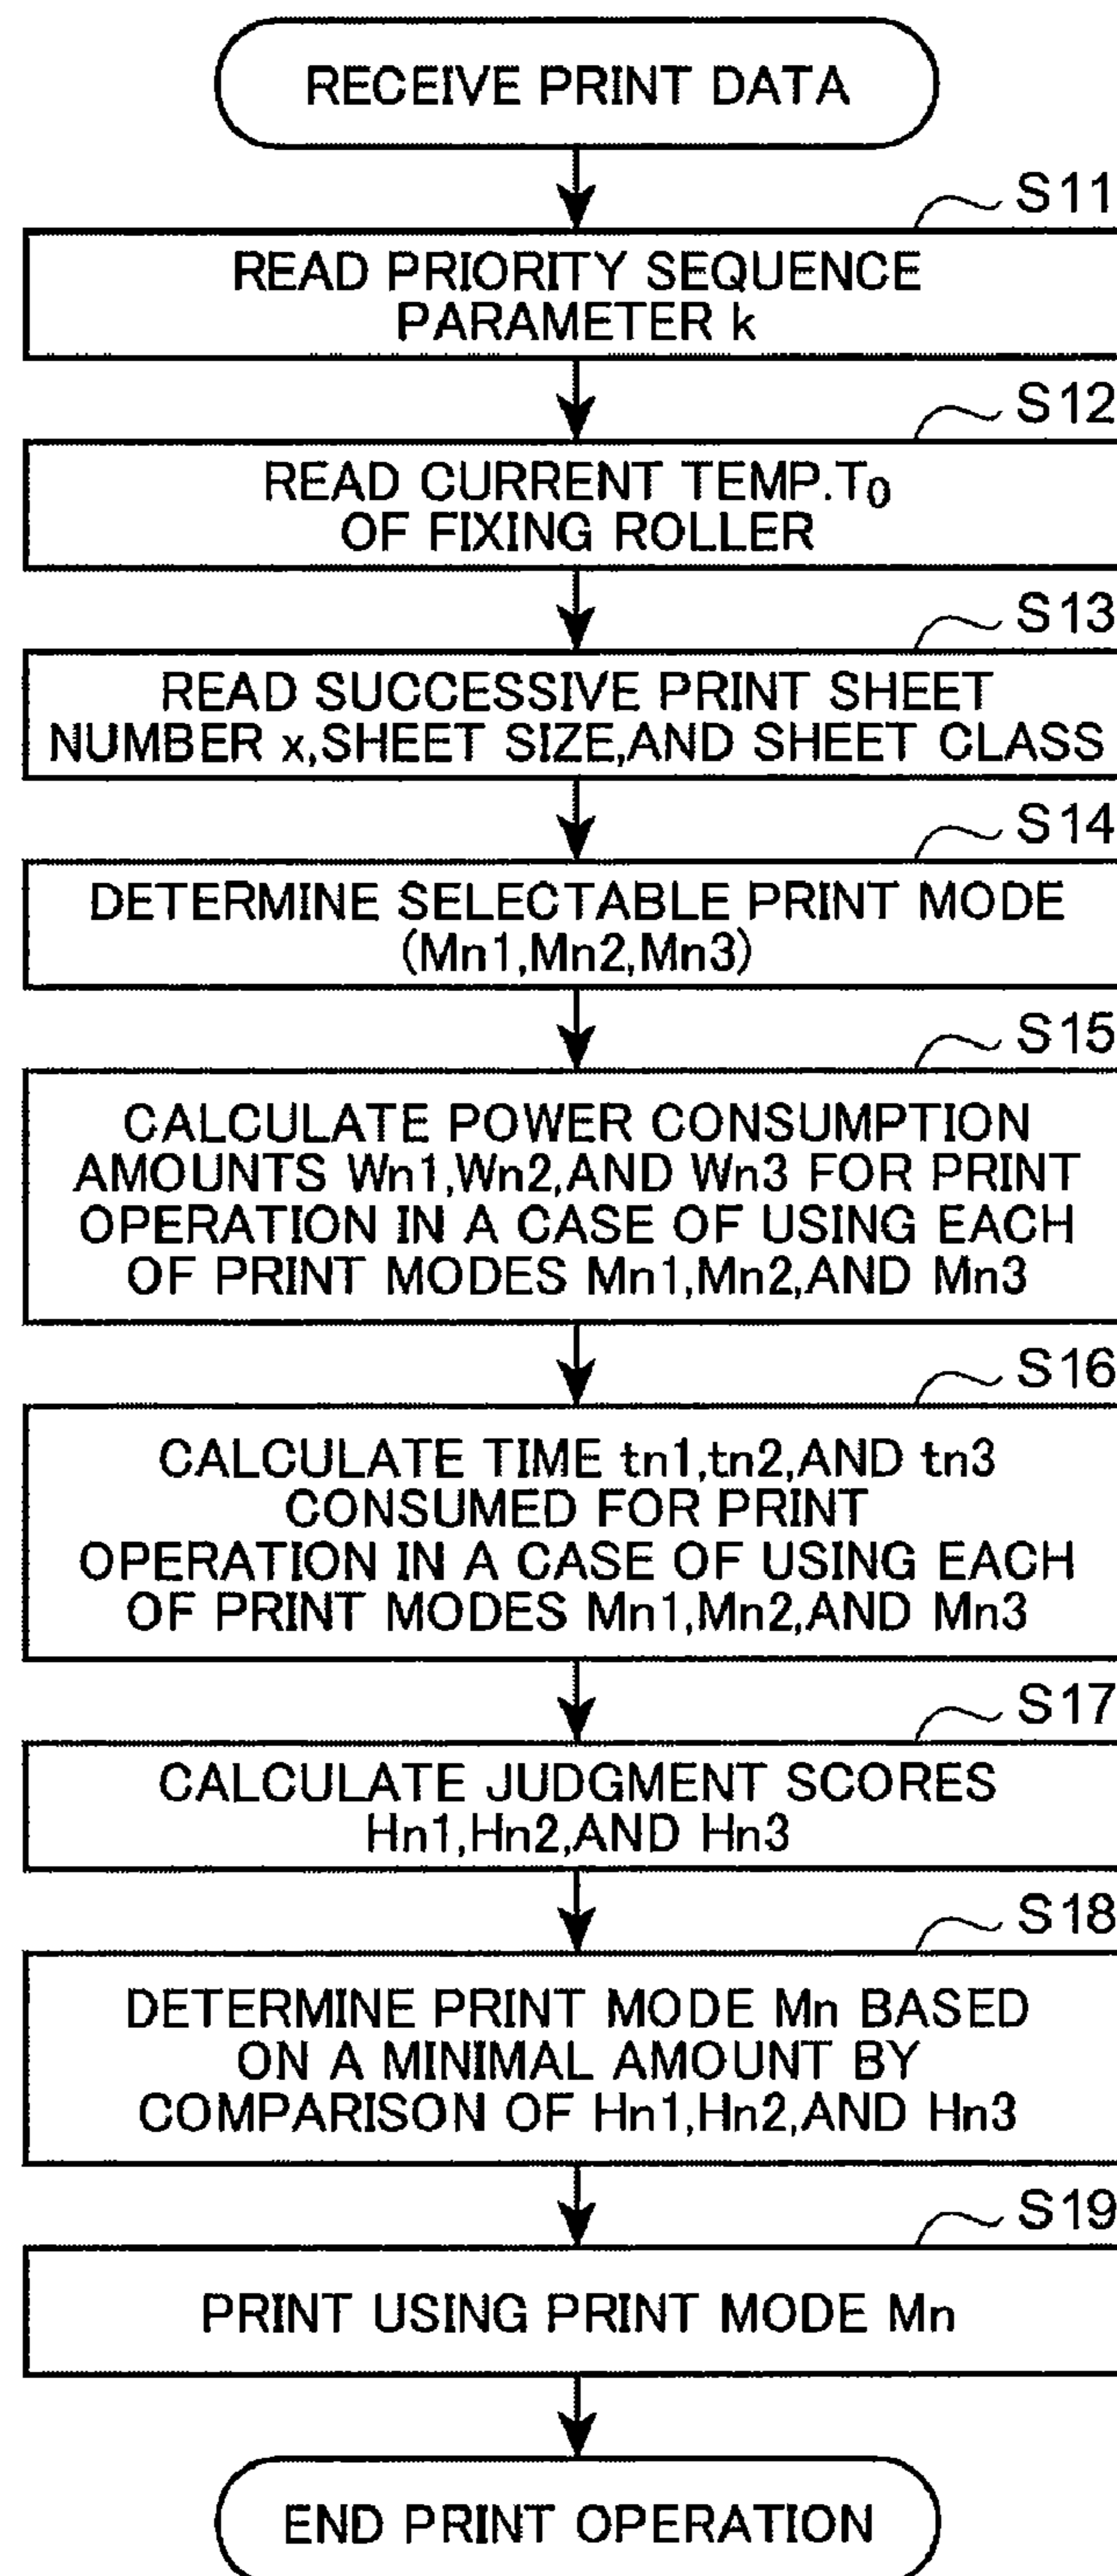 RECEIVE PRINT DATA
S11
READ PRIORITY SEQUENCE
PARAMETER k
S12
READ CURRENT TEMP.T₀
OF FIXING ROLLER
S13
READ SUCCESSIVE PRINT SHEET
NUMBER x,SHEET SIZE,AND SHEET CLASS
S14
DETERMINE SELECTABLE PRINT MODE
(Mn1,Mn2,Mn3)
S15
CALCULATE POWER CONSUMPTION
AMOUNTS Wn1,Wn2,AND Wn3 FOR PRINT
OPERATION IN A CASE OF USING EACH
OF PRINT MODES Mn1,Mn2,AND Mn3
S16
CALCULATE TIME tn1,tn2,AND tn3
CONSUMED FOR PRINT
OPERATION IN A CASE OF USING EACH
OF PRINT MODES Mn1,Mn2,AND Mn3
S17
CALCULATE JUDGMENT SCORES
Hn1,Hn2,AND Hn3
S18
DETERMINE PRINT MODE Mn BASED
ON A MINIMAL AMOUNT BY
COMPARISON OF Hn1,Hn2,AND Hn3
S19
PRINT USING PRINT MODE Mn
END PRINT OPERATION